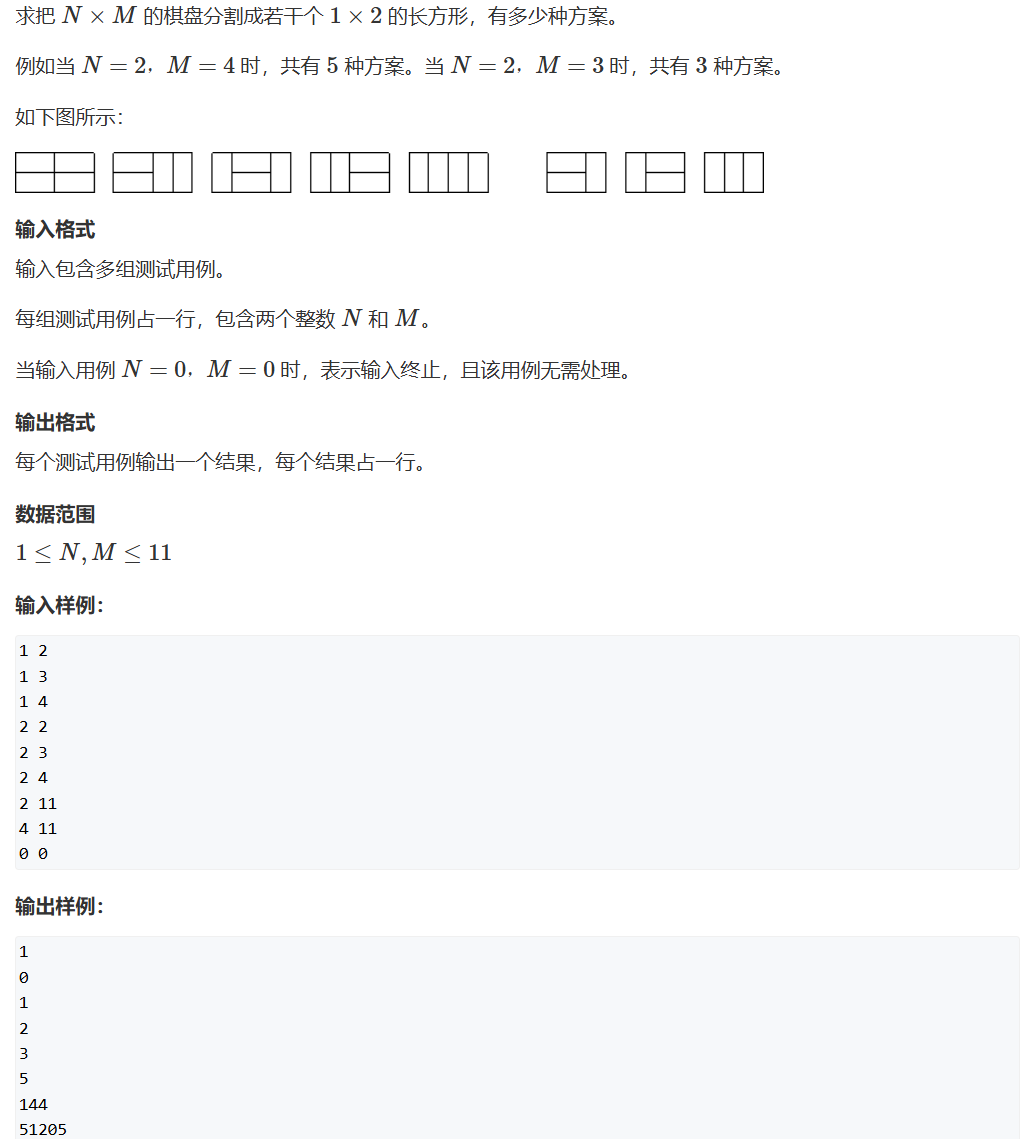 求把 N × M 的棋盘分割成若干个 1 × 2 的长方形，有多少种方案。
例如当 N = 2，M = 4 时，共有 5 种方案。当 N = 2，M = 3 时，共有 3 种方案。
如下图所示：
输入格式
输入包含多组测试用例。
每组测试用例占一行，包含两个整数 N 和 M。
当输入用例 N = 0，M = 0 时，表示输入终止，且该用例无需处理。
输出格式
每个测试用例输出一个结果，每个结果占一行。
数据范围
1 ≤ N, M ≤ 11
输入样例：
1 2
1 3
1 4
2 2
2 3
2 4
2 11
4 11
0 0
输出样例：
1
0
1
2
3
5
144
51205